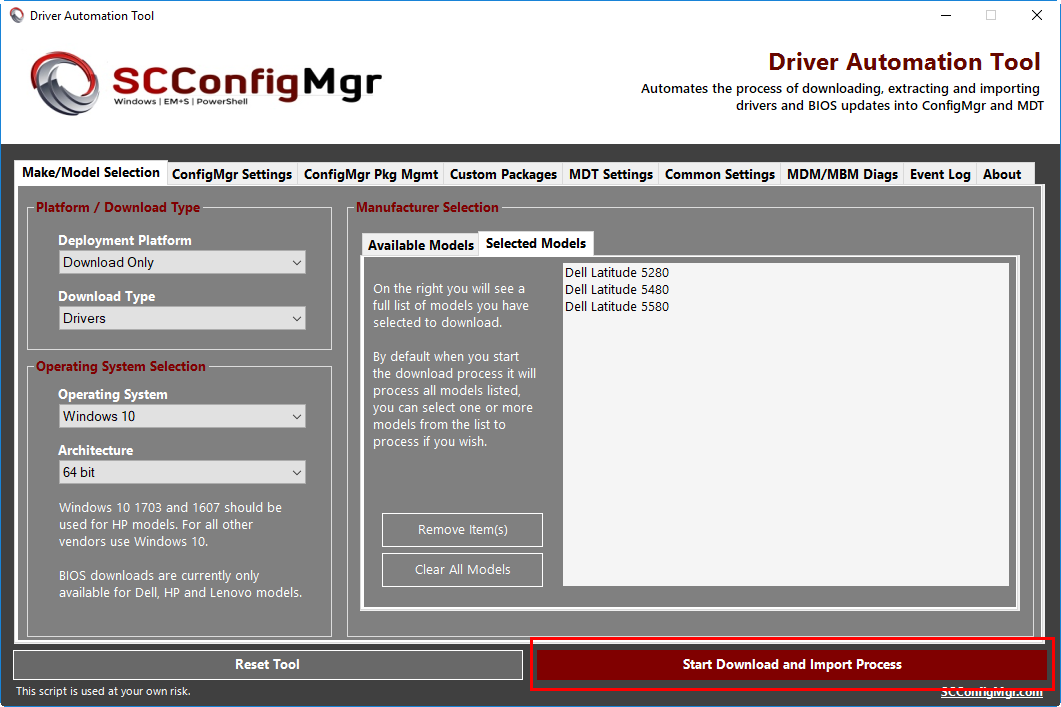 Driver Automation Tool
SCConfigMgr
Windows | EM+S | PowerShell
Driver Automation Tool
Automates the process of downloading, extracting and importing
drivers and BIOS updates into ConfigMgr and MDT
Make/Model Selection
ConfigMgr Settings
ConfigMgr Pkg Mgmt
Custom Packages
MDT Settings
Common Settings
MDM/MBM Diags
Event Log
About
Platform / Download Type
Deployment Platform
Download Only
Download Type
Drivers
Operating System Selection
Operating System
Windows 10
Architecture
64 bit
Windows 10 1703 and 1607 should be
used for HP models. For all other
vendors use Windows 10.
BIOS downloads are currently only
available for Dell, HP and Lenovo models.
Manufacturer Selection
Available Models
Selected Models
On the right you will see a
full list of models you have
selected to download.
By default when you start
the download process it will
process all models listed,
you can select one or more
models from the list to
process if you wish.
Remove Item(s)
Clear All Models
Dell Latitude 5280
Dell Latitude 5480
Dell Latitude 5580
Reset Tool
Start Download and Import Process
This script is used at your own risk.
SCConfigMgr.com